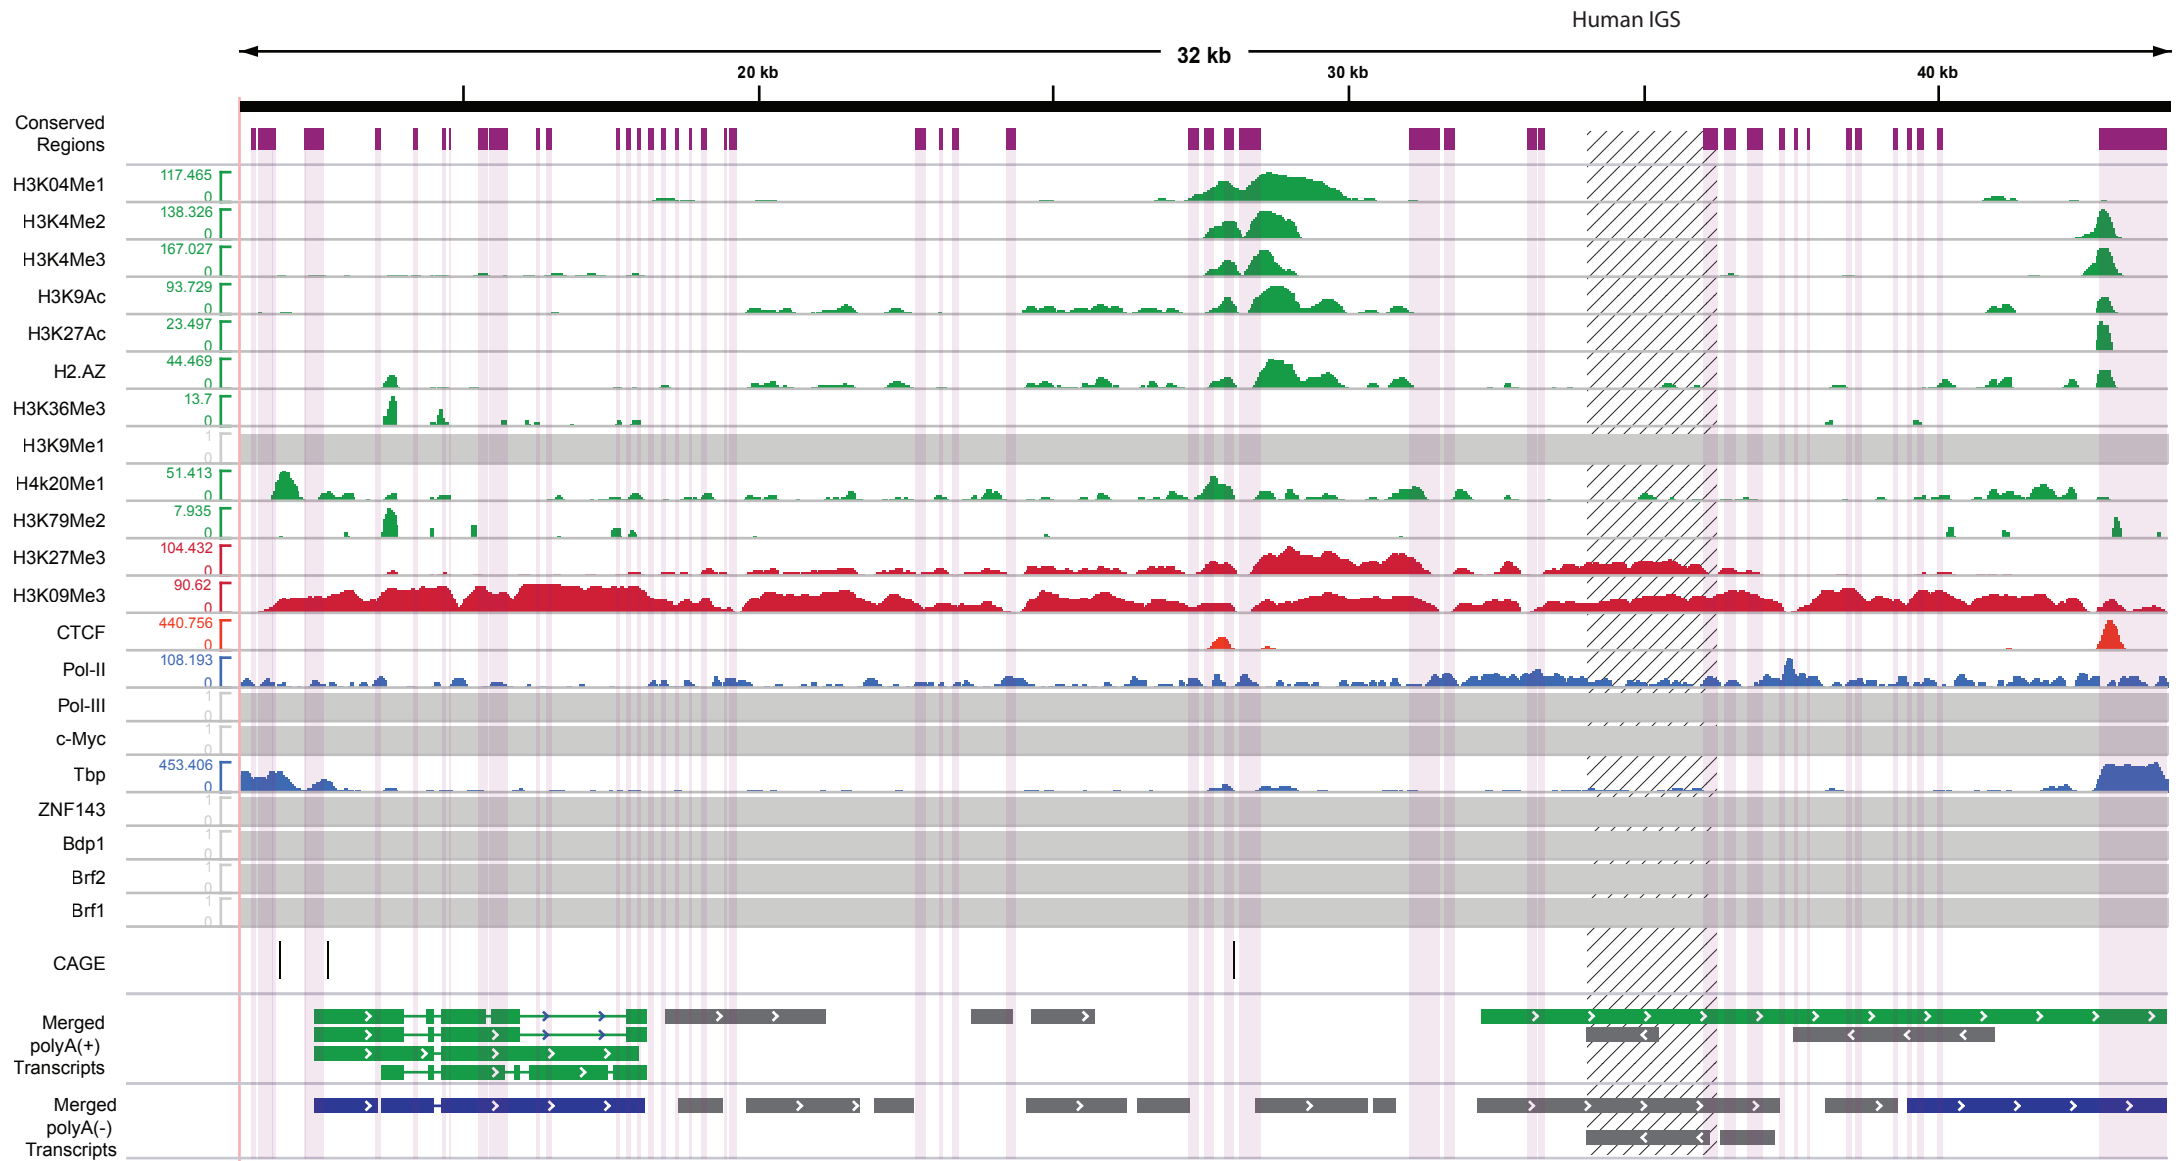 Human IGS
32 kb
20 kb 30 kb 40 kb
Conserved
Regions
H3K04Me1 117.465 0
H3K4Me2 138.326 0
H3K4Me3 167.027 0
H3K9Ac 93.729 0
H3K27Ac 23.497 0
H2.AZ 44.469 0
H3K36Me3 13.7 0
H3K9Me1 1 0
H4k20Me1 51.413 0
H3K79Me2 7.935 0
H3K27Me3 104.432 0
H3K09Me3 90.62 0
CTCF 440.756 0
Pol-II 108.193 0
Pol-III 1 0
c-Myc 1 0
Tbp 453.406 0
ZNF143 1 0
Bdp1 1 0
Brf2 1 0
Brf1 1 0
CAGE
Merged
polyA(+)
Transcripts
Merged
polyA(-)
Transcripts